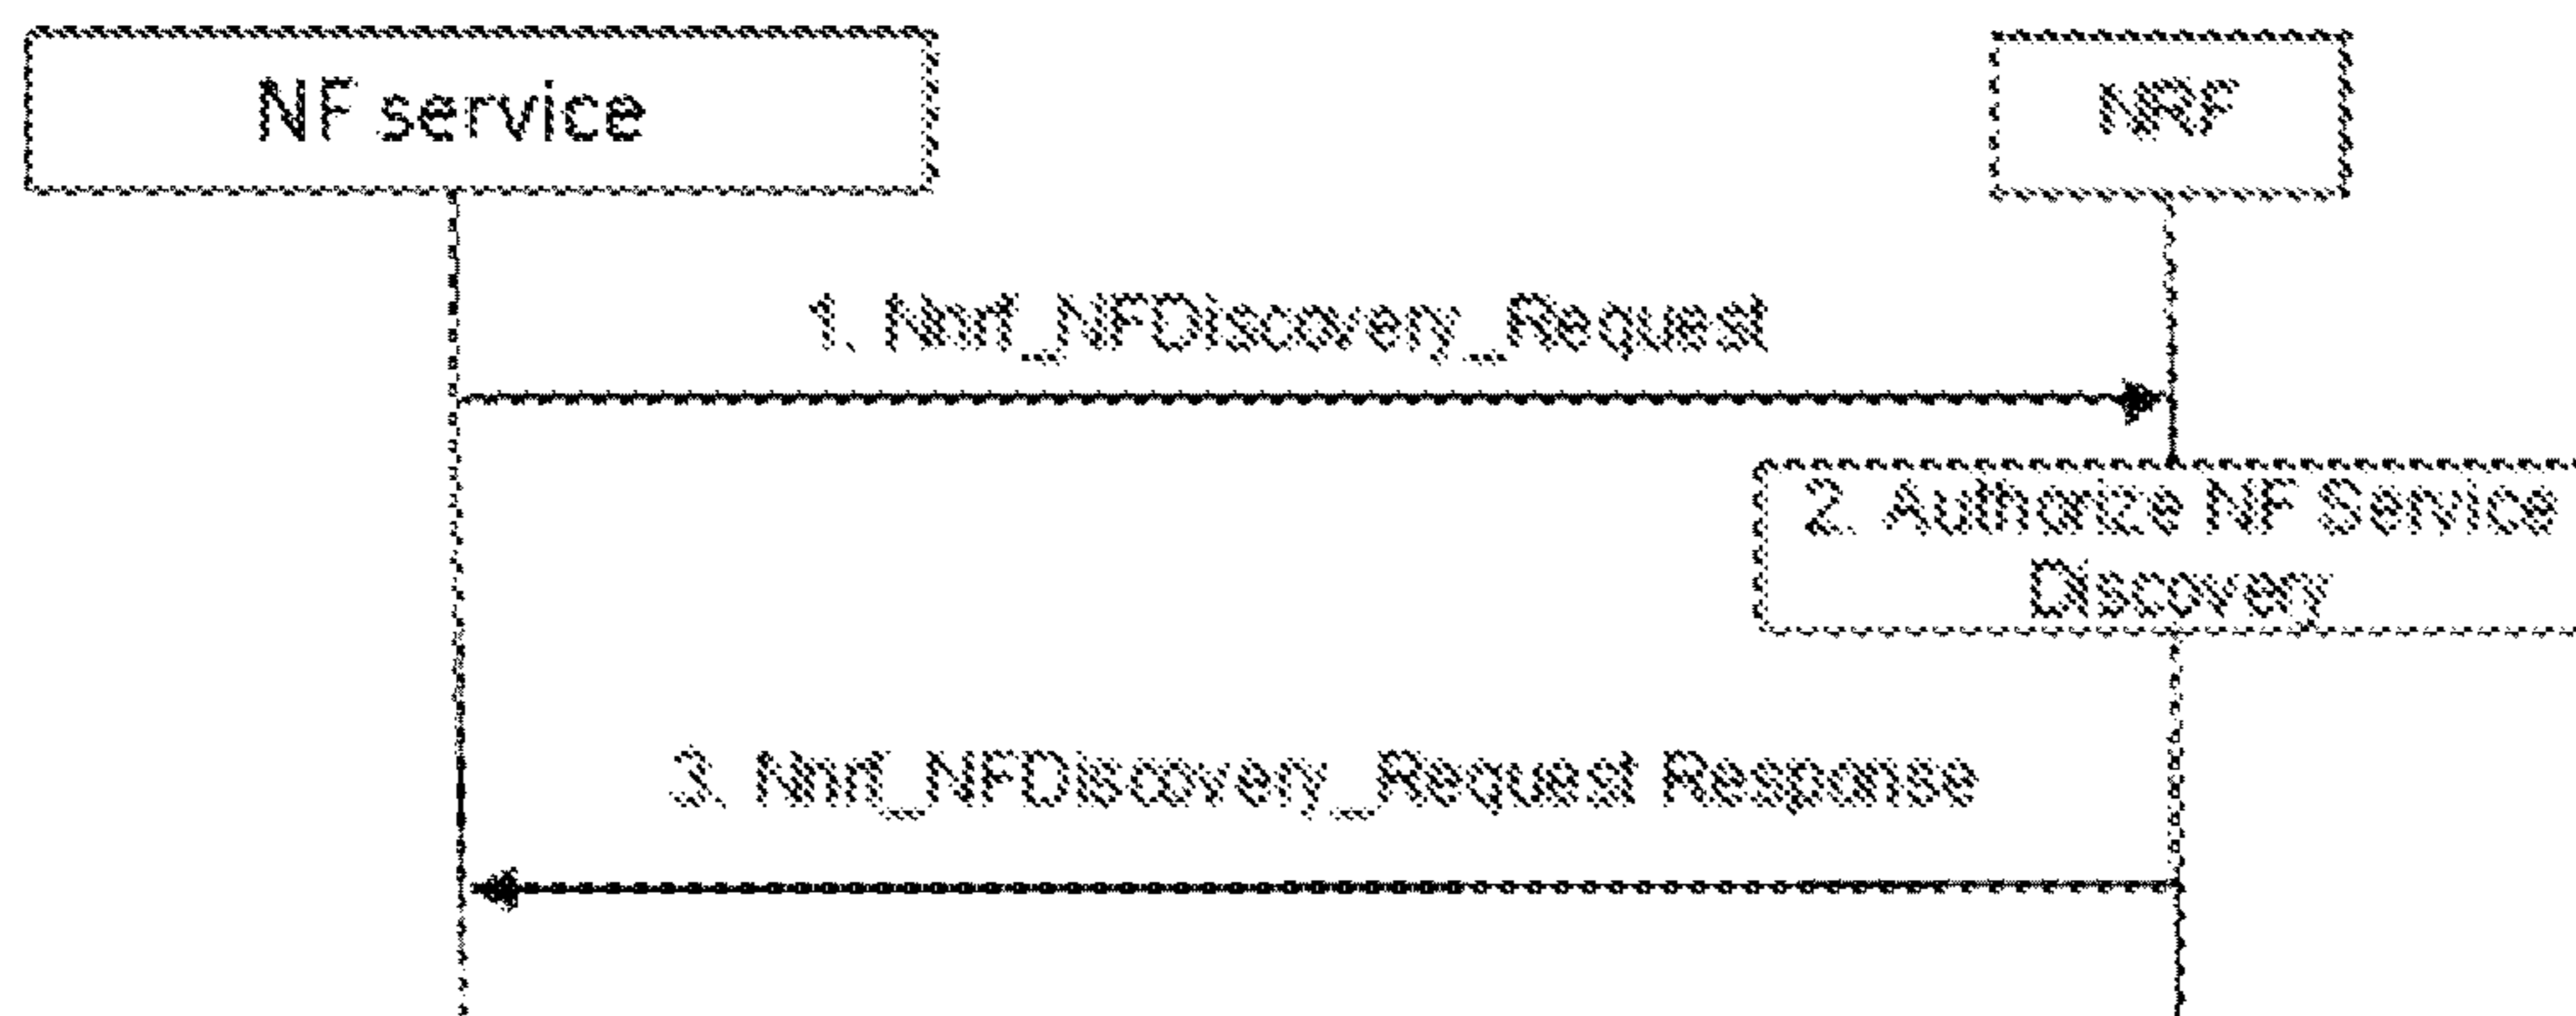 NF service
NRF
1. Nnrf_NFDiscovery_Request
2. Authorize NF Service
Discovery
3. Nnrf_NFDiscovery_Request Response